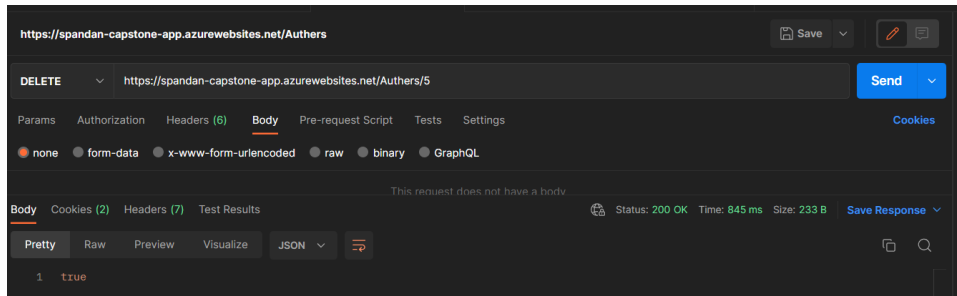 https://spandan-capstone-app.azurewebsites.net/Authers Save
DELETE https://spandan-capstone-app.azurewebsites.net/Authers/5 Send
Params Authorization Headers (6) Body Pre-request Script Tests Settings Cookies
none form-data x-www-form-urlencoded raw binary GraphQL
This request does not have a body
Body Cookies (2) Headers (7) Test Results Status: 200 OK Time: 845 ms Size: 233 B Save Response
Pretty Raw Preview Visualize JSON
1 true